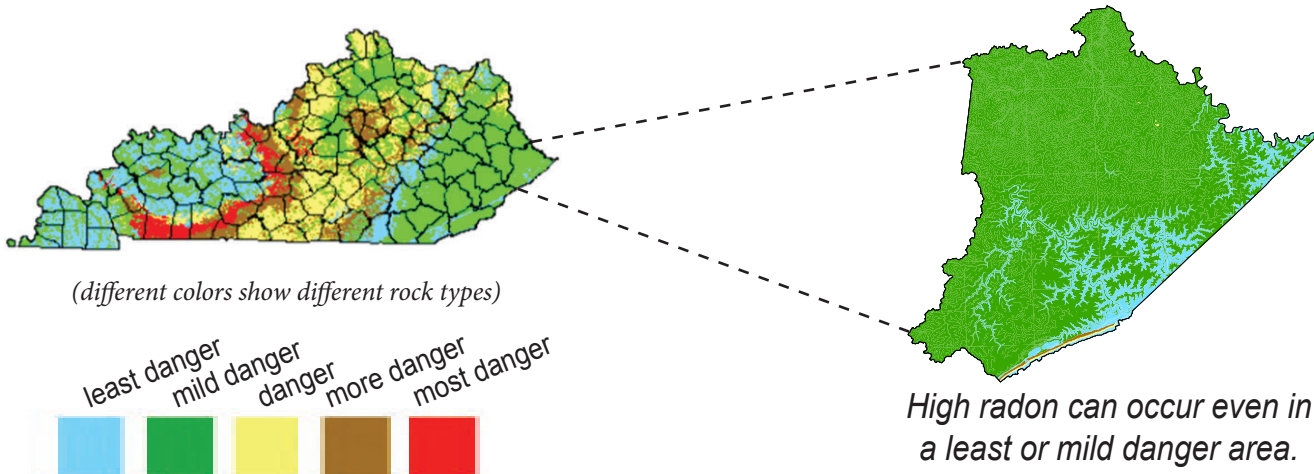 (different colors show different rock types)
least danger
mild danger
danger
more danger
most danger
High radon can occur even in
a least or mild danger area.